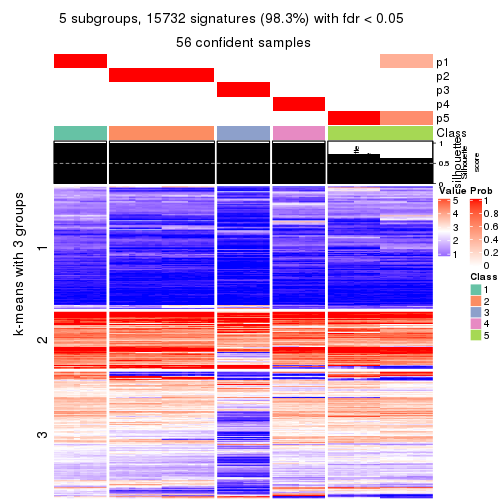 5 subgroups, 15732 signatures (98.3%) with fdr < 0.05
56 confident samples
p1
p2
p3
p4
p5
Class
1
0.5
0
silhouette
Silhouette
score
k-means with 3 groups
1
2
3
Value
5
4
3
2
1
Prob
1
0.8
0.6
0.4
0.2
0
Class
1
2
3
4
5